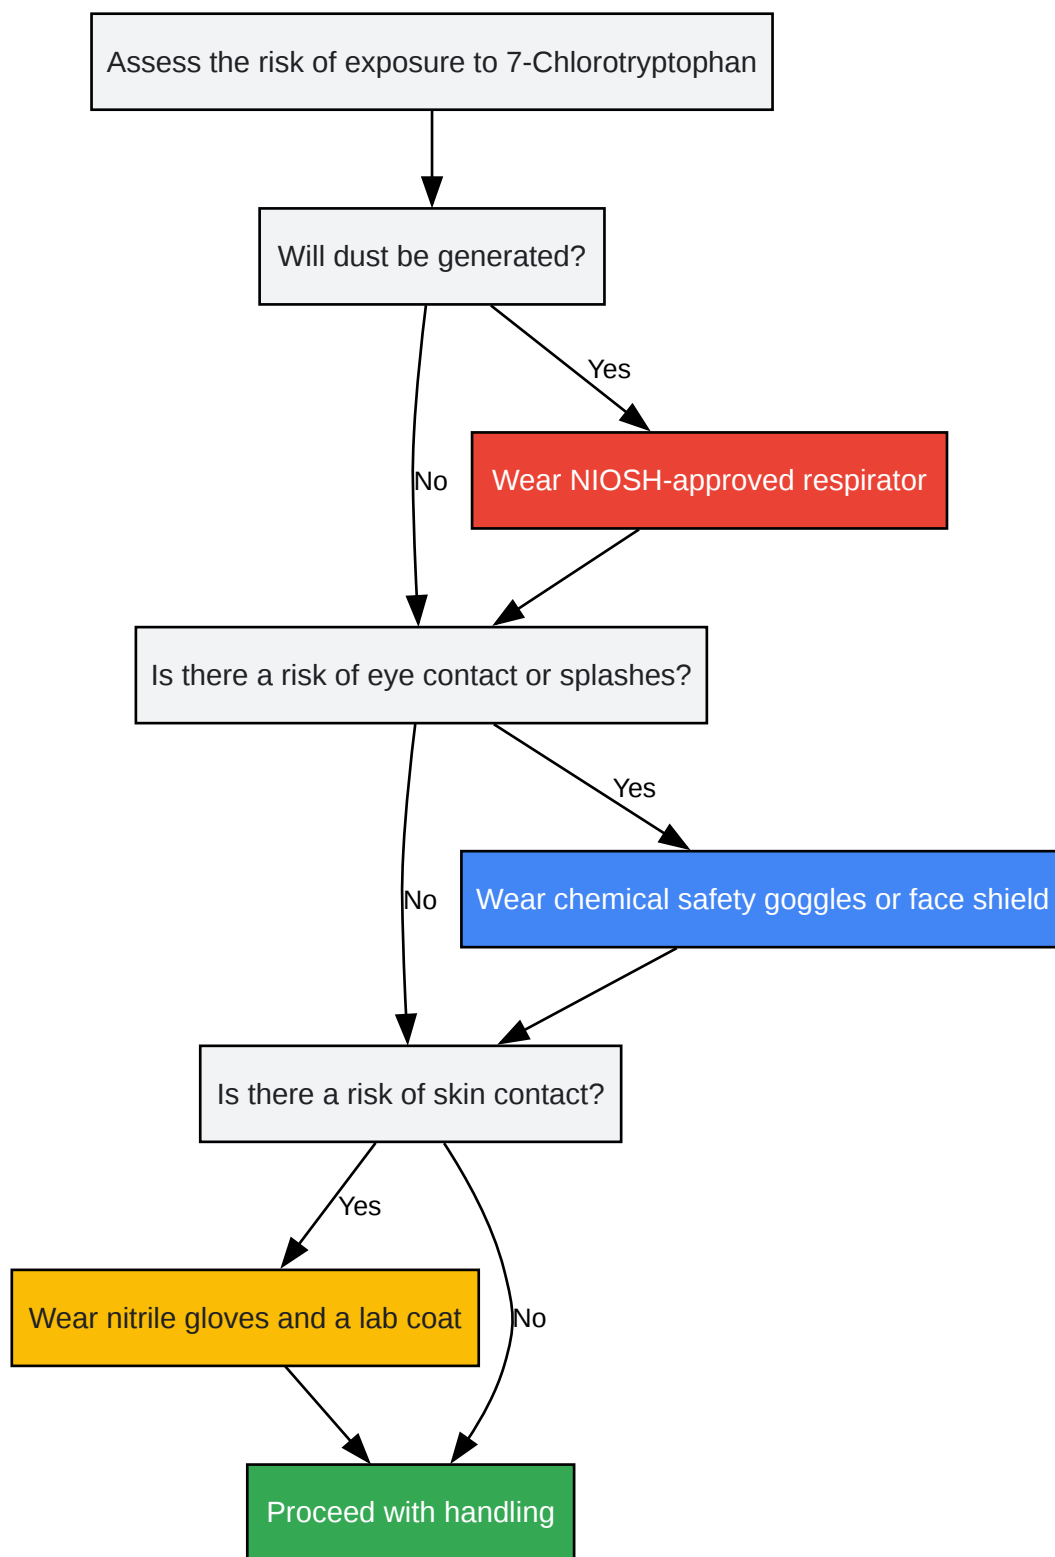 Assess the risk of exposure to 7-Chlorotryptophan
Will dust be generated?
Yes
Wear NIOSH-approved respirator
No
Is there a risk of eye contact or splashes?
Yes
Wear chemical safety goggles or face shield
No
Is there a risk of skin contact?
Yes
Wear nitrile gloves and a lab coat
No
Proceed with handling